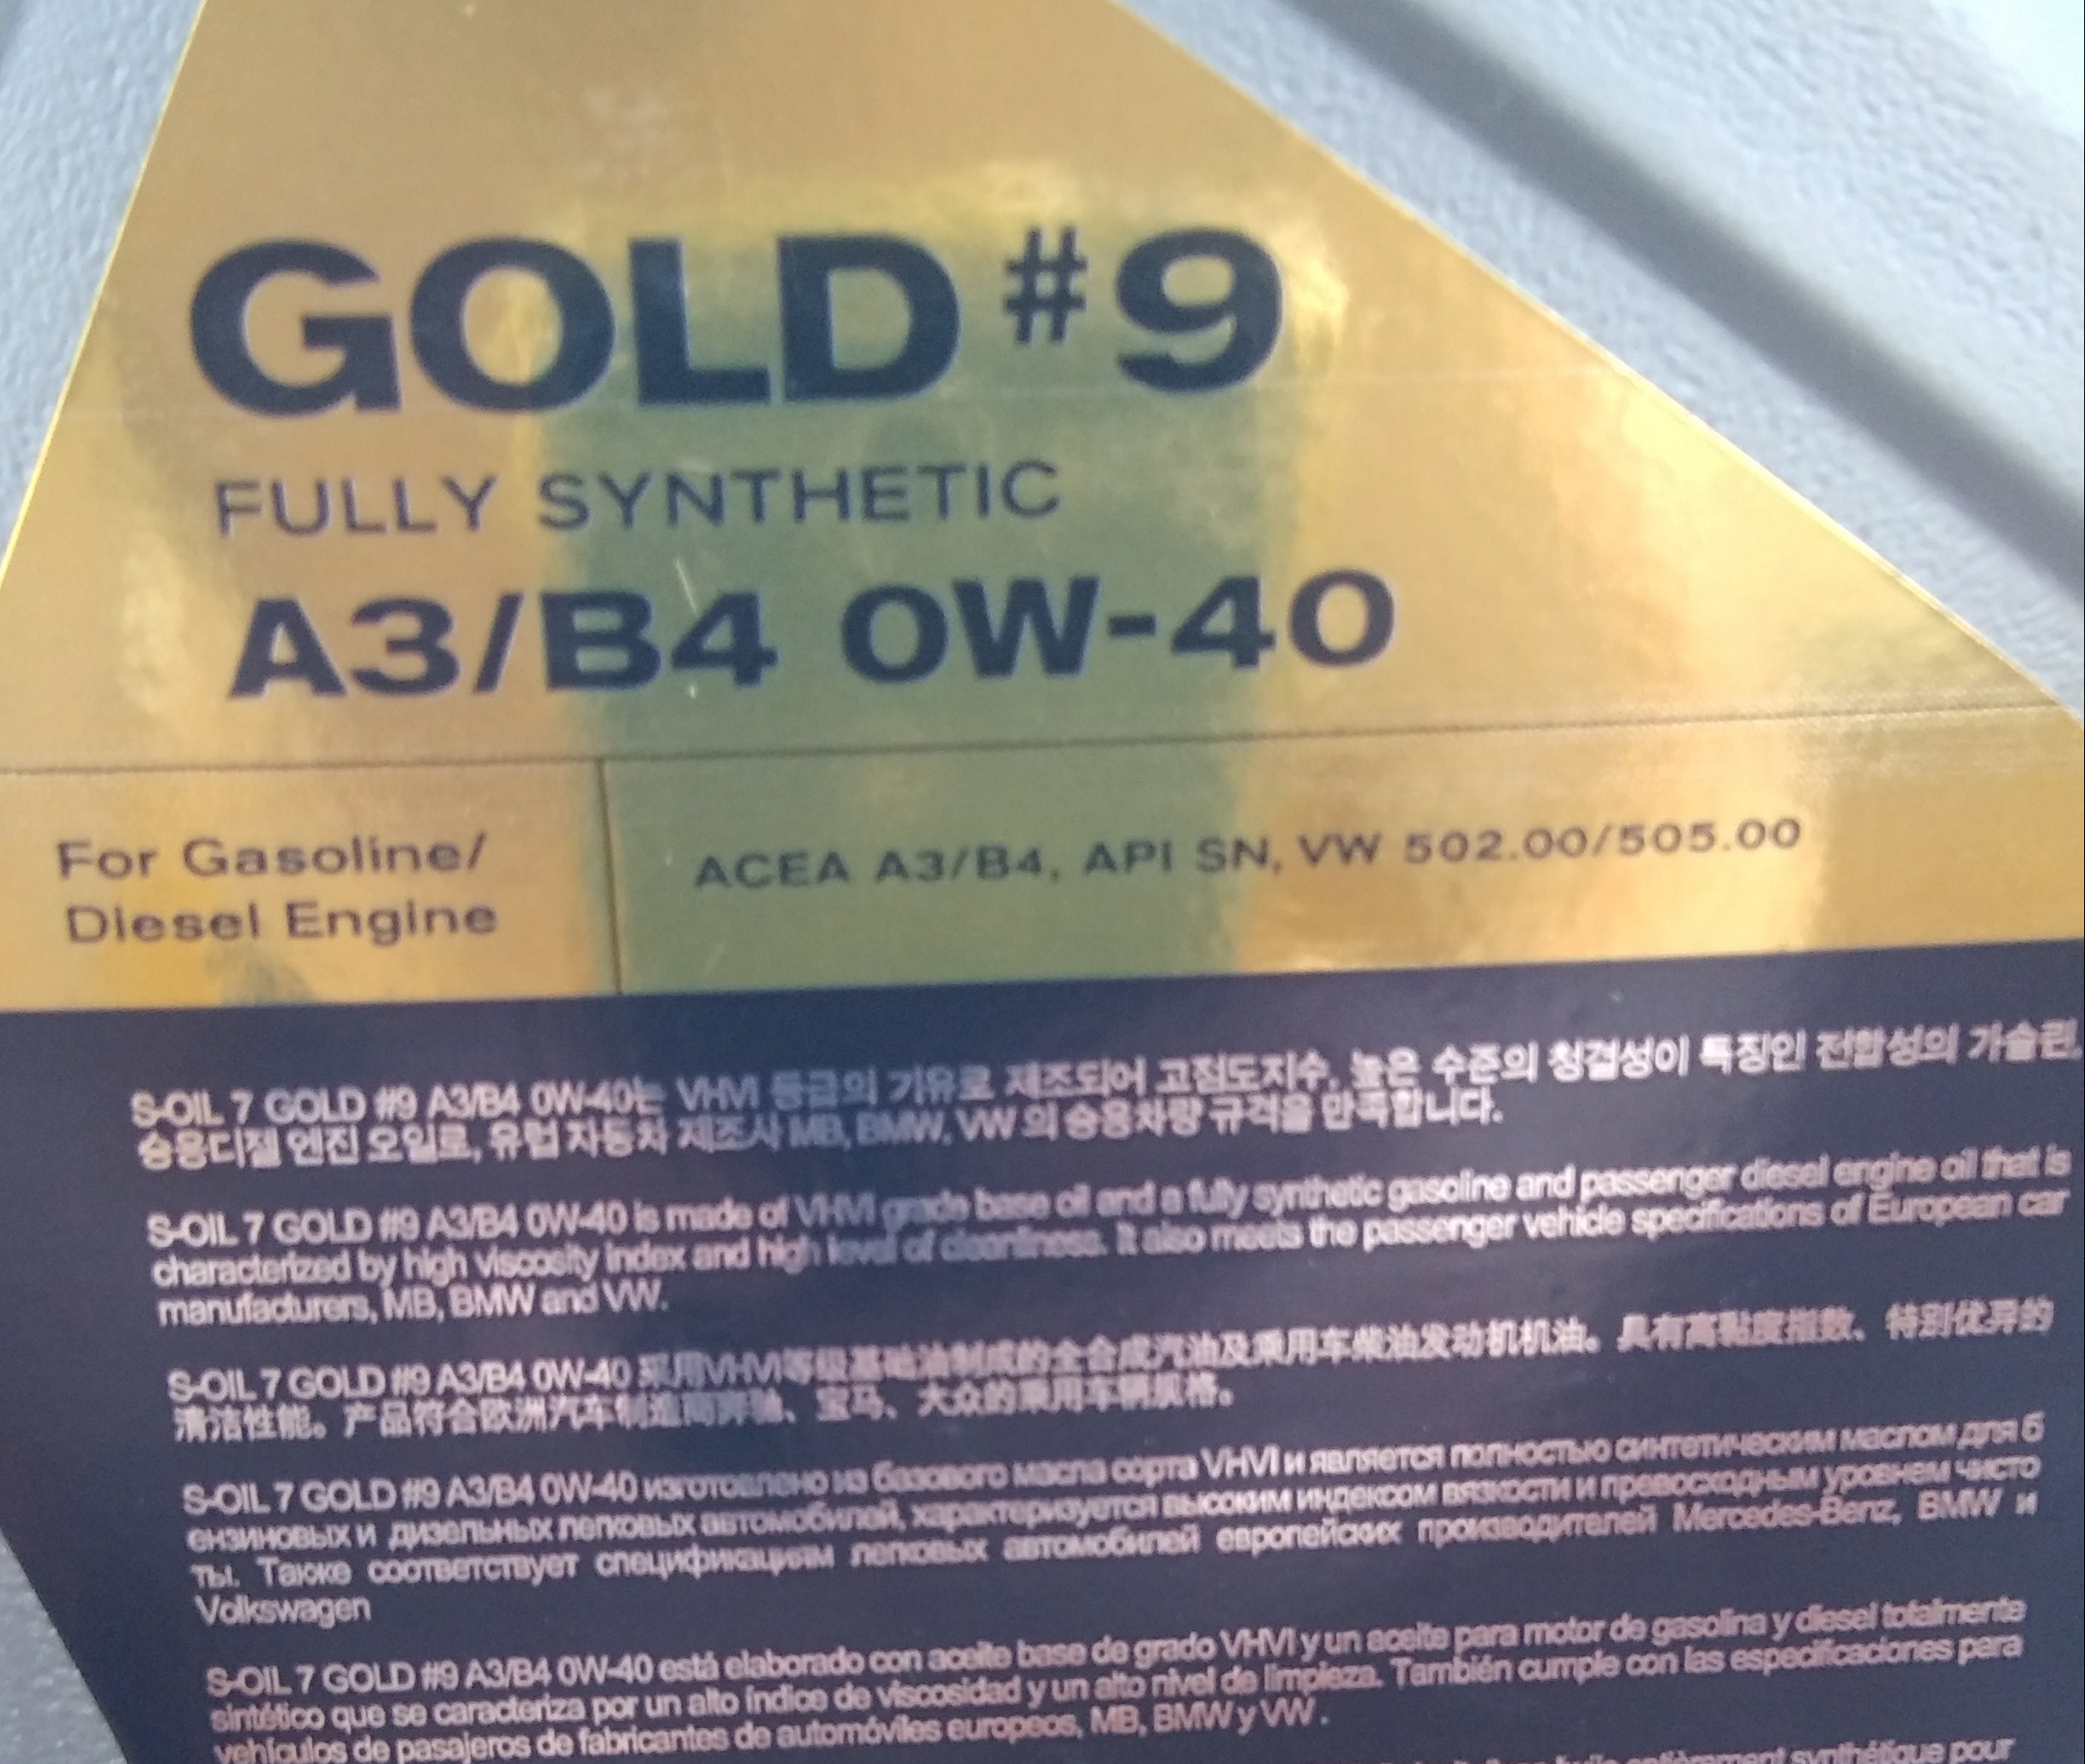 GOLD #9
FULLY SYNTHETIC
A3/B4 0W-40
For Gasoline/
Diesel Engine
ACEA A3/B4, API SN, VW 502.00/505.00
S-OIL 7 GOLD #9 A3/B4 0W-40는 VHVI 등급의 기유로 제조되어 고점도지수, 높은 수준의 청결성이 특징인 전합성의 가솔린,
승용디젤 엔진 오일로, 유럽 자동차 제조사 MB, BMW, VW 의 승용차량 규격을 만족합니다.
S-OIL 7 GOLD #9 A3/B4 0W-40 is made of VHVI grade base oil and a fully synthetic gasoline and passenger diesel engine oil that is
characterized by high viscosity index and high level of cleanliness. It also meets the passenger vehicle specifications of European car
manufacturers, MB, BMW and VW.
S-OIL 7 GOLD #9 A3/B4 0W-40 采用VHVI等级基础油制成的全合成汽油及乘用车柴油发动机机油。具有高黏度指数、特别优异的
清洁性能。产品符合欧洲汽车制造商奔驰、宝马、大众的乘用车辆规格。
S-OIL 7 GOLD #9 A3/B4 0W-40 изготовлено из базового масла сорта VHVI и является полностью синтетическим маслом для б
ензиновых и дизельных легковых автомобилей, характеризуется высоким индексом вязкости и превосходным уровнем чисто
ты. Также соответствует спецификациям легковых автомобилей европейских производителей Mercedes-Benz, BMW и
Volkswagen
S-OIL 7 GOLD #9 A3/B4 0W-40 está elaborado con aceite base de grado VHVI y un aceite para motor de gasolina y diesel totalmente
sintético que se caracteriza por un alto índice de viscosidad y un alto nivel de limpieza. También cumple con las especificaciones para
vehículos de pasajeros de fabricantes de automóviles europeos, MB, BMW y VW .
huile entièrement synthétique pour